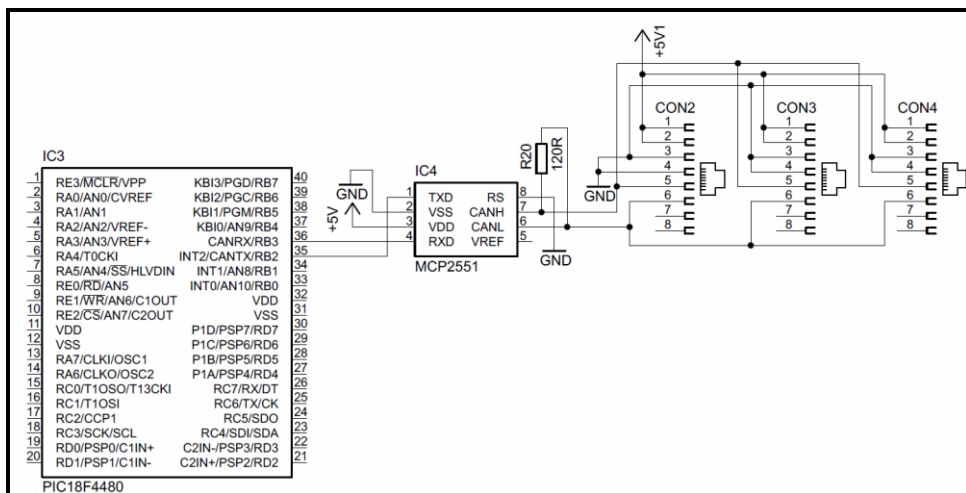 IC3
1 RE3/MCLR/VPP KBI3/PGD/RB7 40
2 RA0/AN0/CVREF KBI2/PGC/RB6 39
3 RA1/AN1 KBI1/PGM/RB5 38
4 RA2/AN2/VREF- KBI0/AN9/RB4 37
5 RA3/AN3/VREF+ CANRX/RB3 36
6 RA4/T0CKI INT2/CANTX/RB2 35
7 RA5/AN4/SS/HLVDIN INT1/AN8/RB1 34
8 RE0/RD/AN5 INT0/AN10/RB0 33
9 RE1/WR/AN6/C1OUT VDD 32
10 RE2/CS/AN7/C2OUT VSS 31
11 VDD P1D/PSP7/RD7 30
12 VSS P1C/PSP6/RD6 29
13 RA7/CLKI/OSC1 P1B/PSP5/RD5 28
14 RA6/CLKO/OSC2 P1A/PSP4/RD4 27
15 RC0/T1OSO/T13CKI RC7/RX/DT 26
16 RC1/T1OSI RC6/TX/CK 25
17 RC2/CCP1 RC5/SDO 24
18 RC3/SCK/SCL RC4/SDI/SDA 23
19 RD0/PSP0/C1IN+ C2IN-/PSP3/RD3 22
20 RD1/PSP1/C1IN- C2IN+/PSP2/RD2 21
PIC18F4480
GND
+5V
IC4
1 TXD RS 8
2 VSS CANH 7
3 VDD CANL 6
4 RXD VREF 5
MCP2551
R20
120R
GND
+5V1
GND
CON2
1
2
3
4
5
6
7
8
CON3
1
2
3
4
5
6
7
8
CON4
1
2
3
4
5
6
7
8